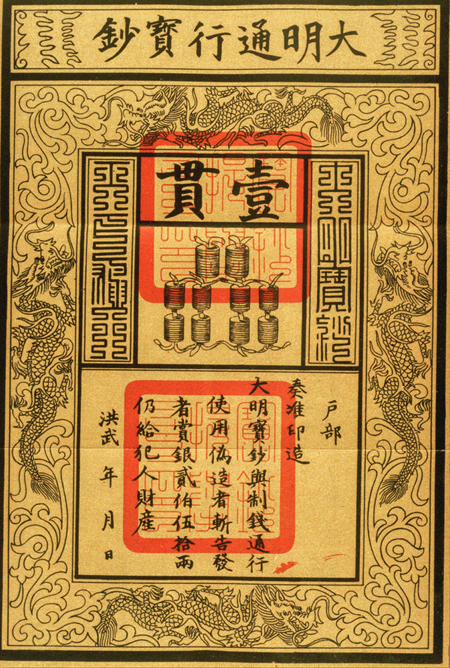 大明通行寶鈔
壹貫
大明寶鈔
天下通行
戶部
奏准印造
大明寶鈔與制錢通行
使用偽造者斬告發
者賞銀貳伯伍拾兩
仍給犯人財產
洪武 年 月 日